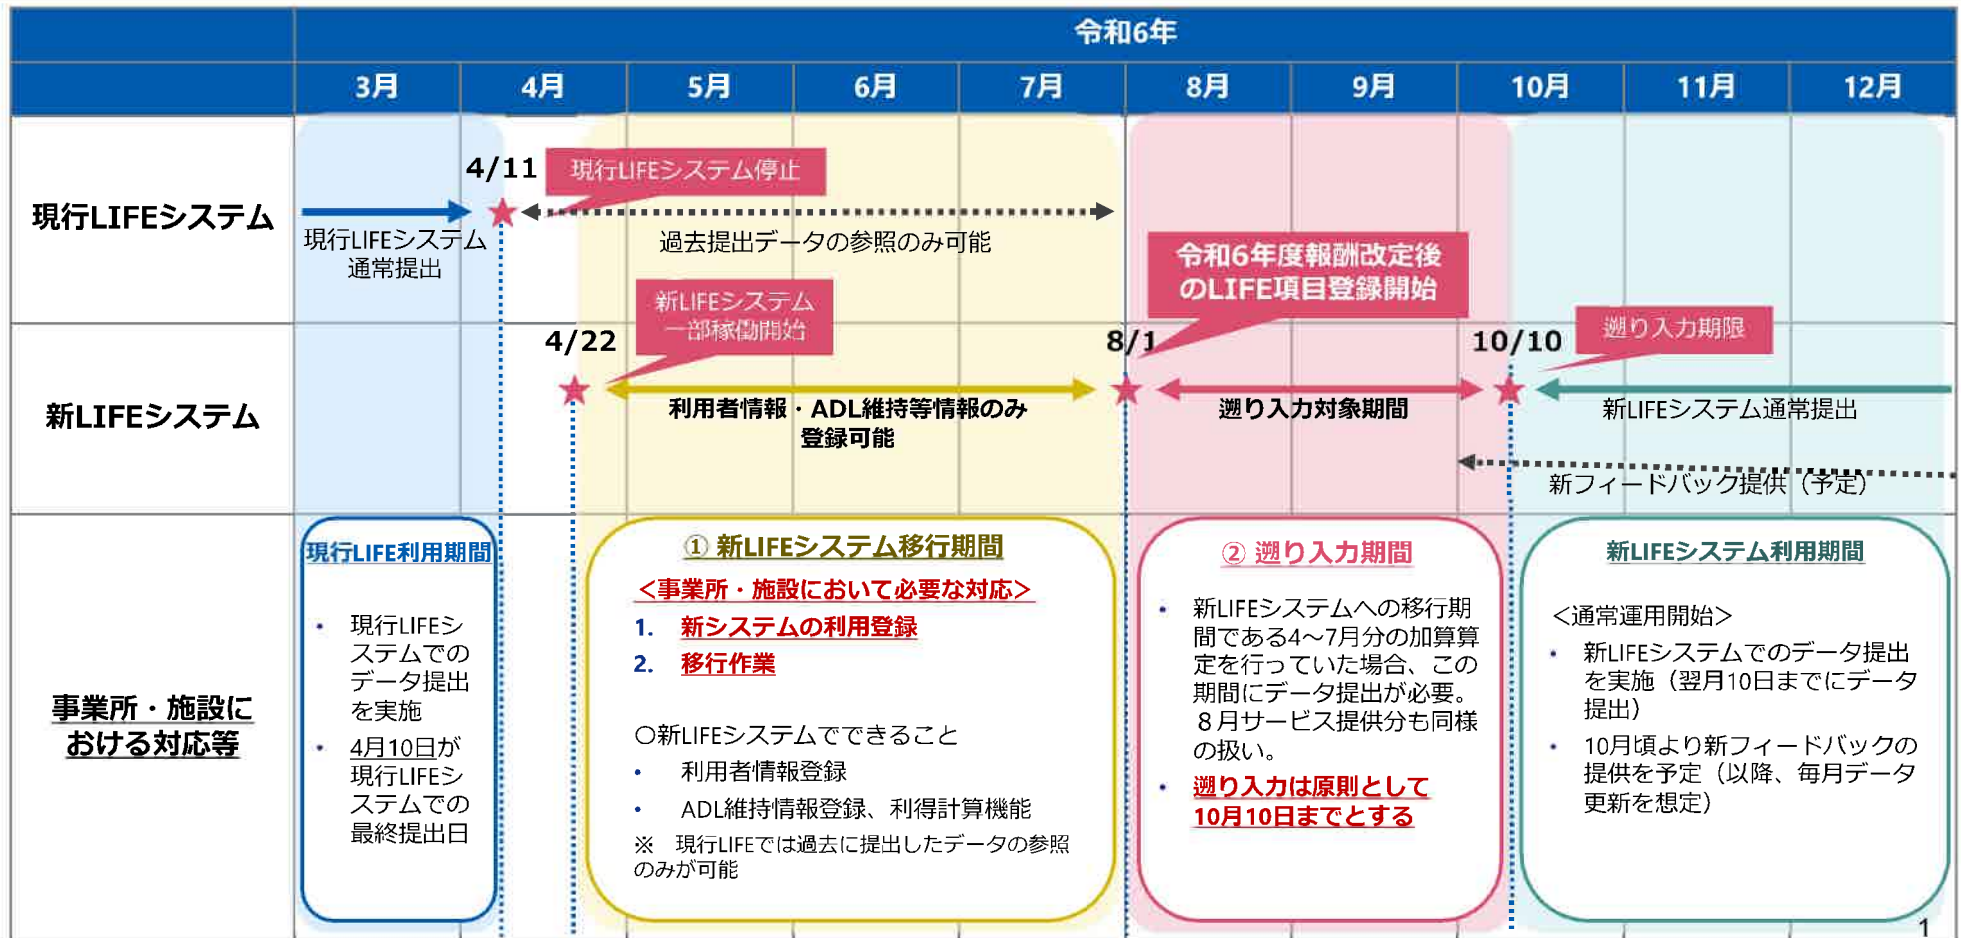 令和6年
3月 4月 5月 6月 7月 8月 9月 10月 11月 12月
現行LIFEシステム
4/11
現行LIFEシステム停止
現行LIFEシステム
通常提出
過去提出データの参照のみ可能
令和6年度報酬改定後
のLIFE項目登録開始
新LIFEシステム
4/22
新LIFEシステム
一部稼働開始
利用者情報・ADL維持等情報のみ
登録可能
8/1
遡り入力対象期間
10/10
遡り入力期限
新LIFEシステム通常提出
新フィードバック提供（予定）
事業所・施設に
おける対応等
現行LIFE利用期間
• 現行LIFEシ
ステムでの
データ提出
を実施
• 4月10日が
現行LIFEシ
ステムでの
最終提出日
① 新LIFEシステム移行期間
＜事業所・施設において必要な対応＞
1. 新システムの利用登録
2. 移行作業
○新LIFEシステムでできること
• 利用者情報登録
• ADL維持情報登録、利得計算機能
※ 現行LIFEでは過去に提出したデータの参照
のみが可能
② 遡り入力期間
• 新LIFEシステムへの移行期
間である4～7月分の加算算
定を行っていた場合、この
期間にデータ提出が必要。
８月サービス提供分も同様
の扱い。
• 遡り入力は原則として
10月10日までとする
新LIFEシステム利用期間
＜通常運用開始＞
• 新LIFEシステムでのデータ提出
を実施（翌月10日までにデータ
提出）
• 10月頃より新フィードバックの
提供を予定（以降、毎月データ
更新を想定）
1